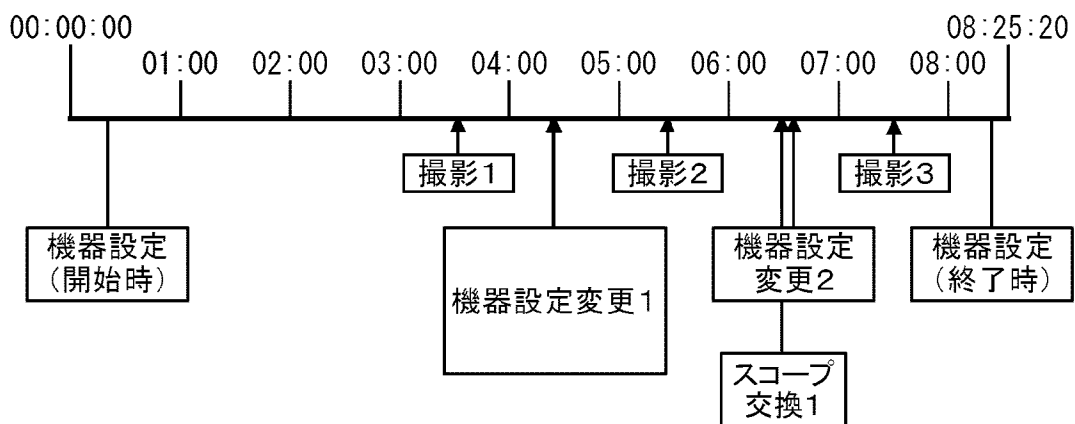 00:00:00
08:25:20
01:00
02:00
03:00
04:00
05:00
06:00
07:00
08:00
撮影1
撮影2
撮影3
機器設定
(開始時)
機器設定変更1
機器設定
変更2
機器設定
(終了時)
スコープ
交換1